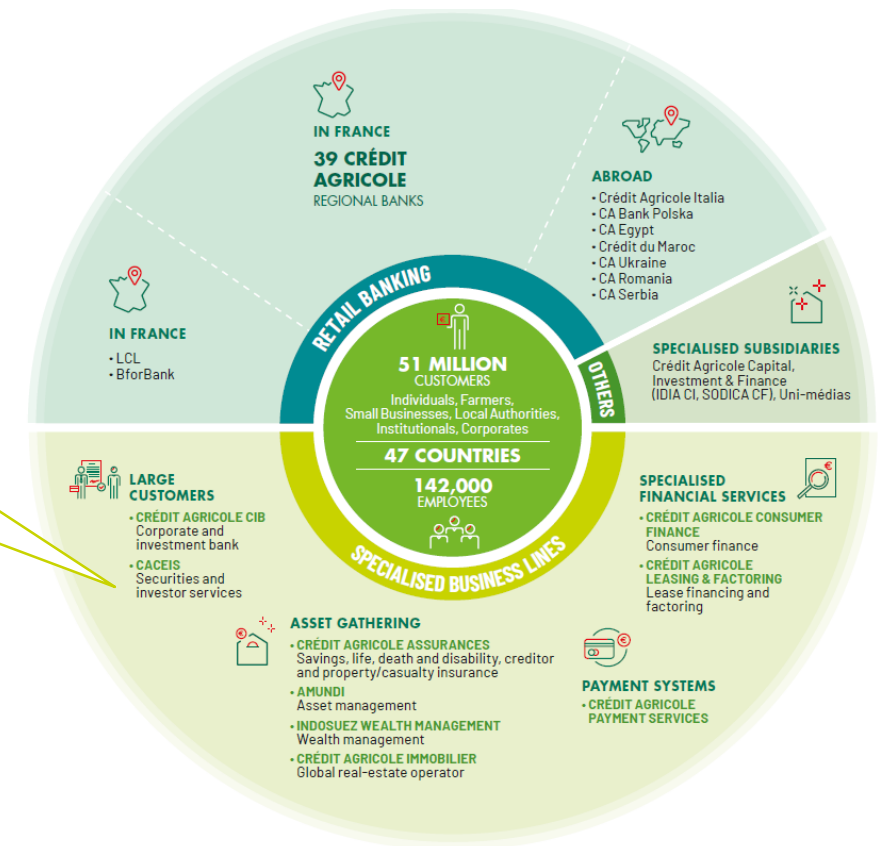 IN FRANCE
39 CRÉDIT
AGRICOLE
REGIONAL BANKS
ABROAD
• Crédit Agricole Italia
• CA Bank Polska
• CA Egypt
• Crédit du Maroc
• CA Ukraine
• CA Romania
• CA Serbia
IN FRANCE
• LCL
• BforBank
RETAIL BANKING
OTHERS
SPECIALISED SUBSIDIARIES
Crédit Agricole Capital,
Investment & Finance
(IDIA CI, SODICA CF), Uni-médias
€
51 MILLION
CUSTOMERS
Individuals, Farmers,
Small Businesses, Local Authorities,
Institutionals, Corporates
47 COUNTRIES
142,000
EMPLOYEES
SPECIALISED BUSINESS LINES
LARGE
CUSTOMERS
• CRÉDIT AGRICOLE CIB
Corporate and
investment bank
• CACEIS
Securities and
investor services
€
ASSET GATHERING
• CRÉDIT AGRICOLE ASSURANCES
Savings, life, death and disability, creditor
and property/casualty insurance
• AMUNDI
Asset management
• INDOSUEZ WEALTH MANAGEMENT
Wealth management
• CRÉDIT AGRICOLE IMMOBILIER
Global real-estate operator
€
SPECIALISED
FINANCIAL SERVICES
• CRÉDIT AGRICOLE CONSUMER
FINANCE
Consumer finance
• CRÉDIT AGRICOLE
LEASING & FACTORING
Lease financing and
factoring
€
PAYMENT SYSTEMS
• CRÉDIT AGRICOLE
PAYMENT SERVICES